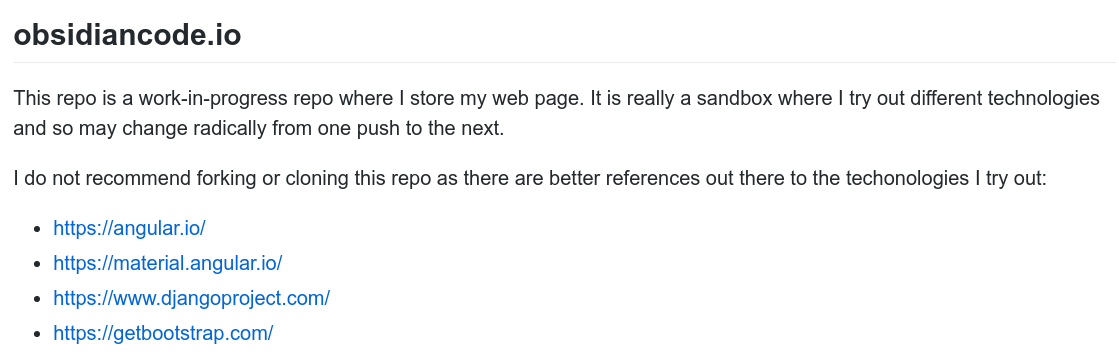 obsidiancode.io
This repo is a work-in-progress repo where I store my web page. It is really a sandbox where I try out different technologies
and so may change radically from one push to the next.
I do not recommend forking or cloning this repo as there are better references out there to the techonologies I try out:
• https://angular.io/
• https://material.angular.io/
• https://www.djangoproject.com/
• https://getbootstrap.com/